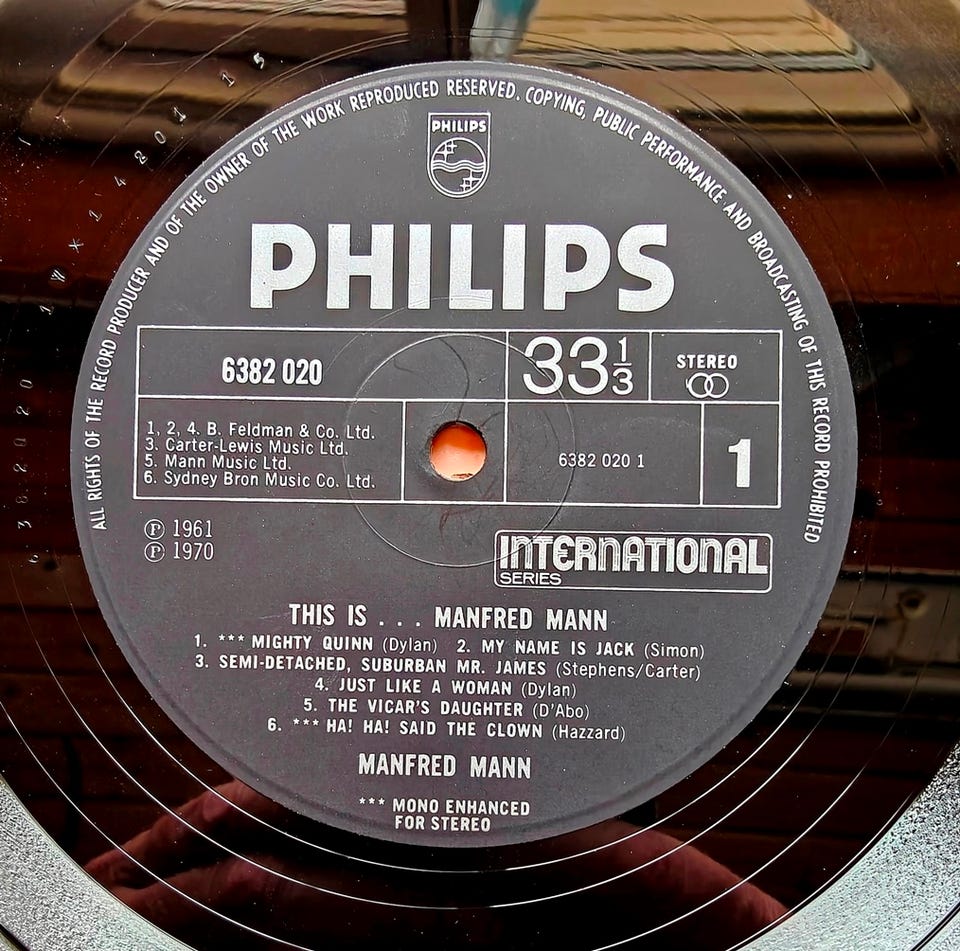 ALL RIGHTS OF THE RECORD PRODUCER AND OF THE OWNER OF THE WORK REPRODUCED RESERVED. COPYING, PUBLIC PERFORMANCE AND BROADCASTING OF THIS RECORD PROHIBITED
PHILIPS
PHILIPS
6382 020
33 1/3
STEREO
1, 2, 4. B. Feldman & Co. Ltd.
3. Carter-Lewis Music Ltd.
5. Mann Music Ltd.
6. Sydney Bron Music Co. Ltd.
6382 020 1
1
Ⓟ 1961
Ⓟ 1970
INTERNATIONAL
SERIES
THIS IS . . . MANFRED MANN
1. *** MIGHTY QUINN (Dylan) 2. MY NAME IS JACK (Simon)
3. SEMI-DETACHED, SUBURBAN MR. JAMES (Stephens/Carter)
4. JUST LIKE A WOMAN (Dylan)
5. THE VICAR'S DAUGHTER (D'Abo)
6. *** HA! HA! SAID THE CLOWN (Hazzard)
MANFRED MANN
*** MONO ENHANCED
FOR STEREO